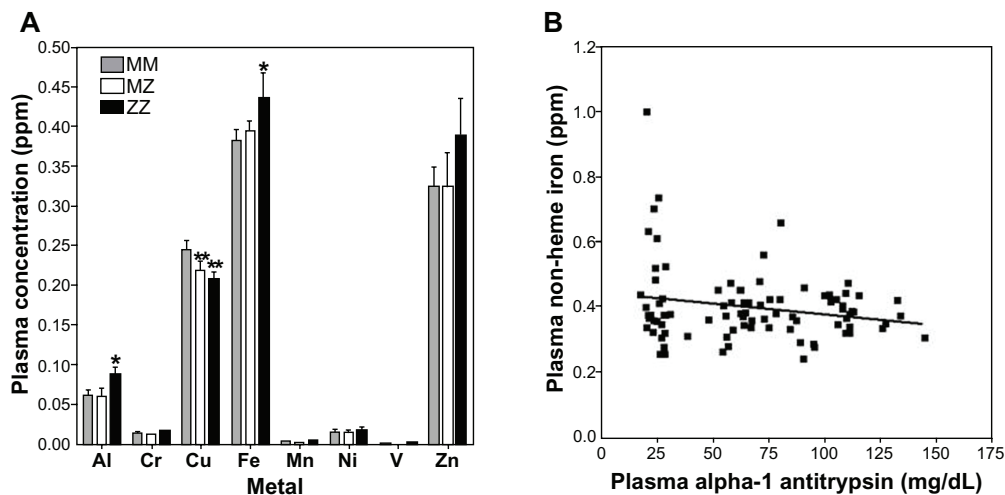 A
Plasma concentration (ppm)
0.50
0.45
0.40
0.35
0.30
0.25
0.20
0.15
0.10
0.05
0.00
MM
MZ
ZZ
*
**
**
*
Al Cr Cu Fe Mn Ni V Zn
Metal
B
Plasma non-heme iron (ppm)
1.2
1.0
0.8
0.6
0.4
0.2
0.0
0 25 50 75 100 125 150 175
Plasma alpha-1 antitrypsin (mg/dL)